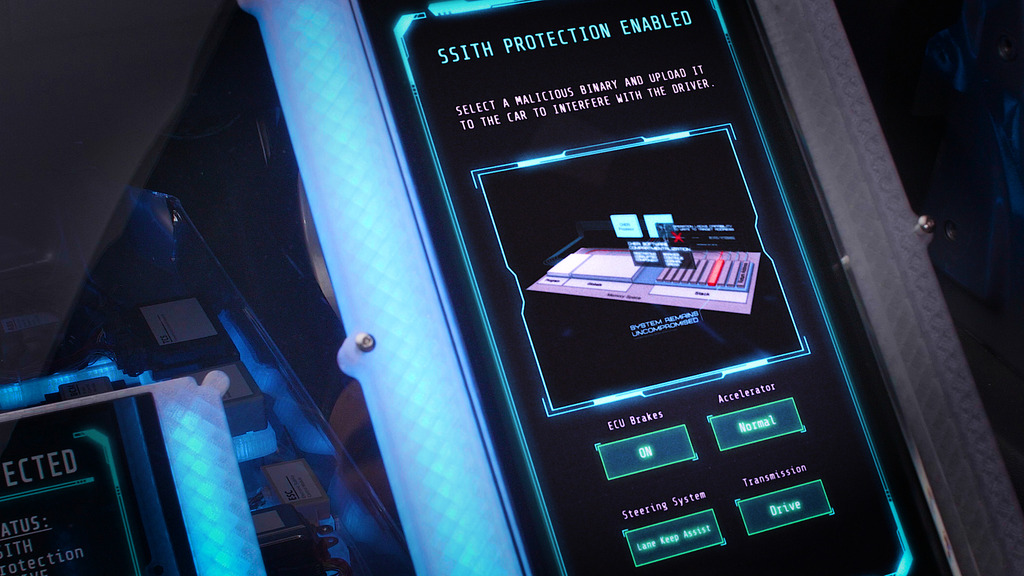 SSITH PROTECTION ENABLED
SELECT A MALICIOUS BINARY AND UPLOAD IT
TO THE CAR TO INTERFERE WITH THE DRIVER.
Stack
SYSTEM REMAINS
UNCOMPROMISED
ECU Brakes
ON
Accelerator
Normal
Steering System
Lane Keep Assist
Transmission
Drive
ECTED
ATUS:
SITH
rotection